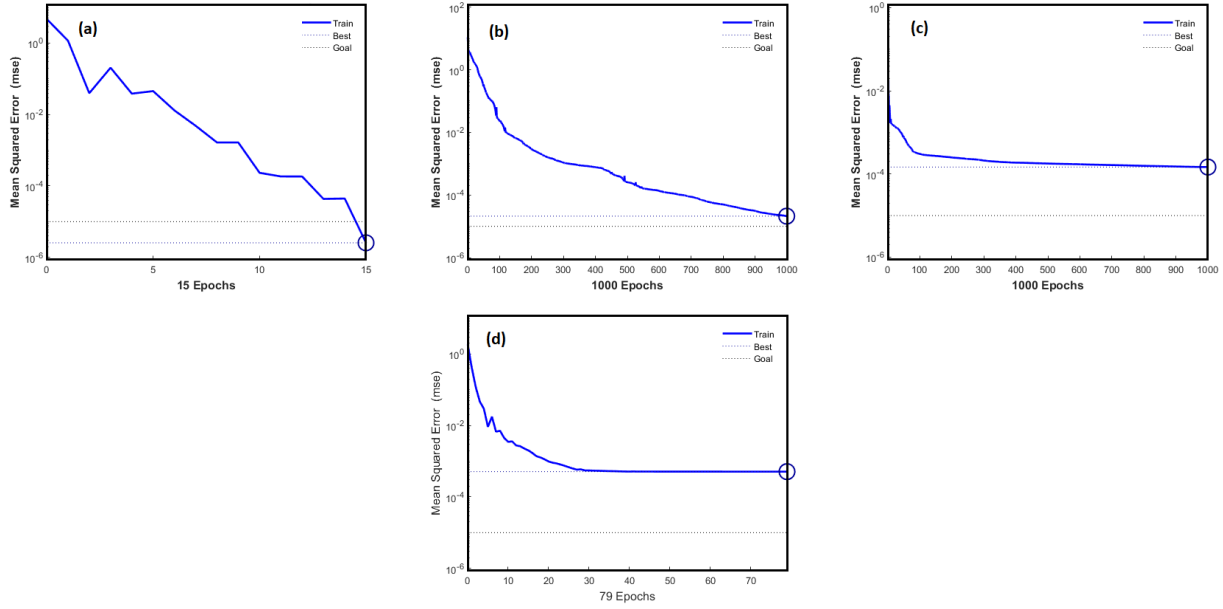 (a)
Train
Best
Goal
Mean Squared Error (mse)
10^0
10^-2
10^-4
10^-6
0 5 10 15
15 Epochs
(b)
Train
Best
Goal
Mean Squared Error (mse)
10^2
10^0
10^-2
10^-4
10^-6
0 100 200 300 400 500 600 700 800 900 1000
1000 Epochs
(c)
Train
Best
Goal
Mean Squared Error (mse)
10^0
10^-2
10^-4
10^-6
0 100 200 300 400 500 600 700 800 900 1000
1000 Epochs
(d)
Train
Best
Goal
Mean Squared Error (mse)
10^0
10^-2
10^-4
10^-6
0 10 20 30 40 50 60 70
79 Epochs